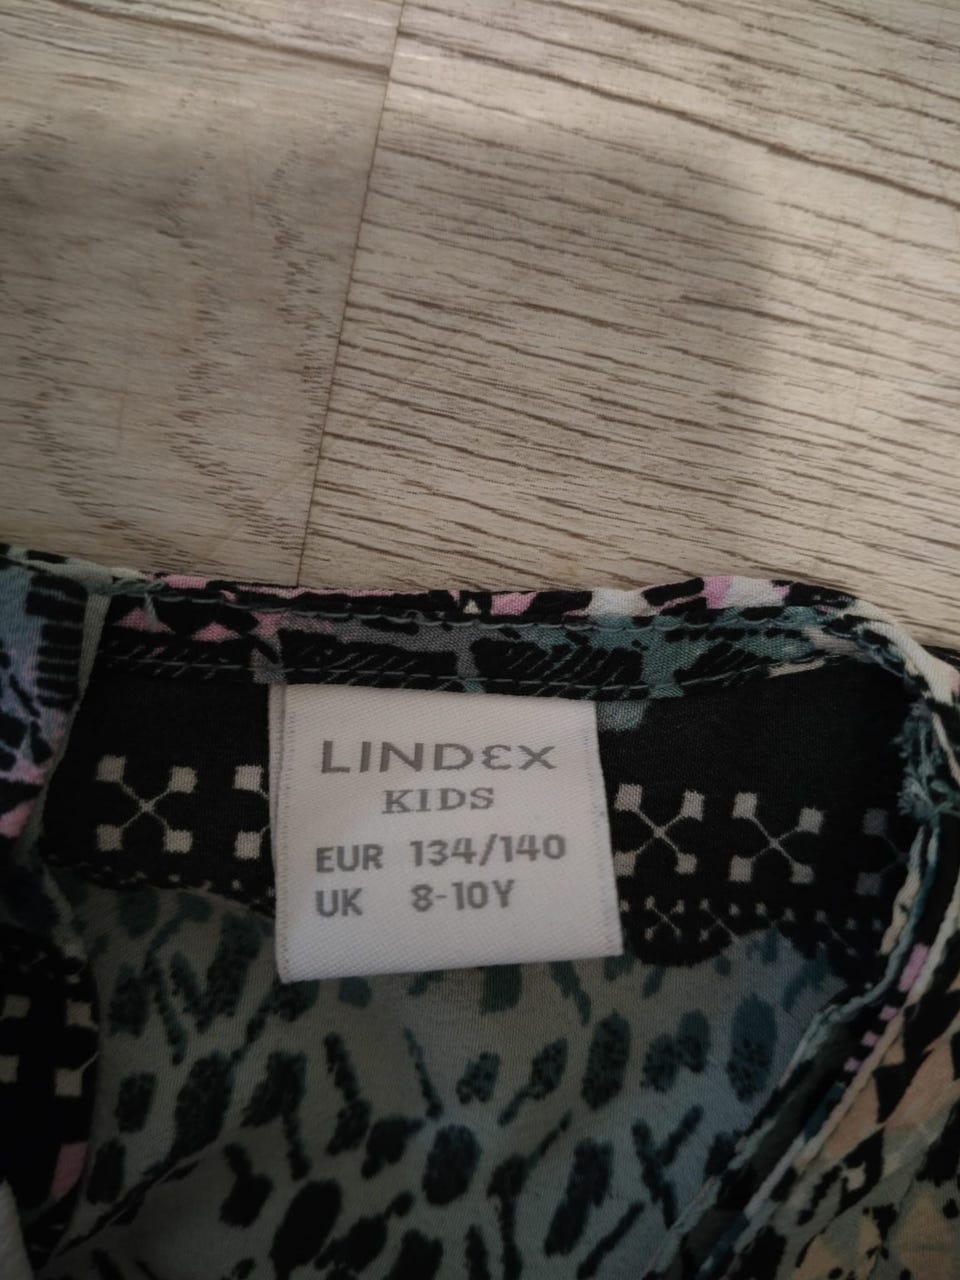 LINDEX
KIDS
EUR 134/140
UK 8-10Y